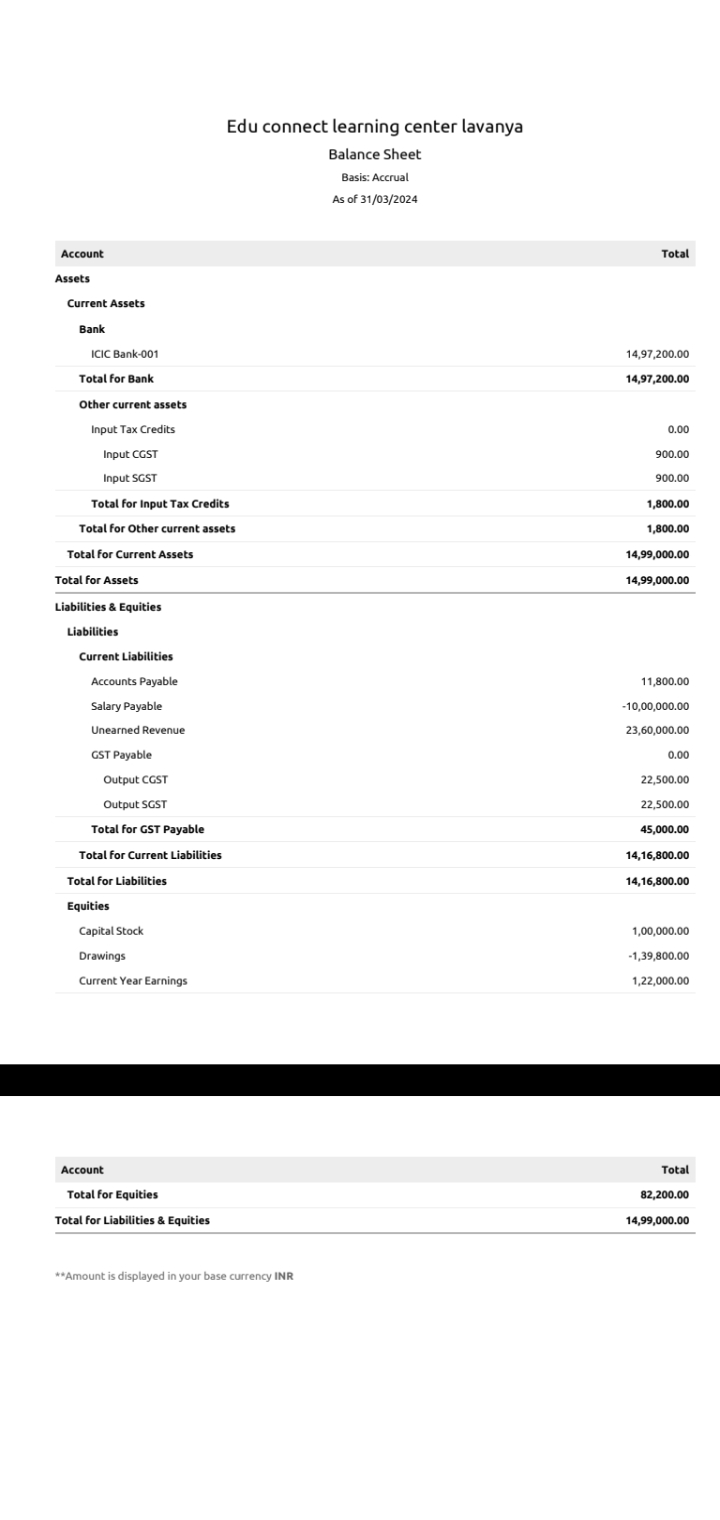 Edu connect learning center lavanya
Balance Sheet
Basis: Accrual
As of 31/03/2024
Account Total
Assets
Current Assets
Bank
ICIC Bank-001 14,97,200.00
Total for Bank 14,97,200.00
Other current assets
Input Tax Credits 0.00
Input CGST 900.00
Input SGST 900.00
Total for Input Tax Credits 1,800.00
Total for Other current assets 1,800.00
Total for Current Assets 14,99,000.00
Total for Assets 14,99,000.00
Liabilities & Equities
Liabilities
Current Liabilities
Accounts Payable 11,800.00
Salary Payable -10,00,000.00
Unearned Revenue 23,60,000.00
GST Payable 0.00
Output CGST 22,500.00
Output SGST 22,500.00
Total for GST Payable 45,000.00
Total for Current Liabilities 14,16,800.00
Total for Liabilities 14,16,800.00
Equities
Capital Stock 1,00,000.00
Drawings -1,39,800.00
Current Year Earnings 1,22,000.00
Account Total
Total for Equities 82,200.00
Total for Liabilities & Equities 14,99,000.00
**Amount is displayed in your base currency INR